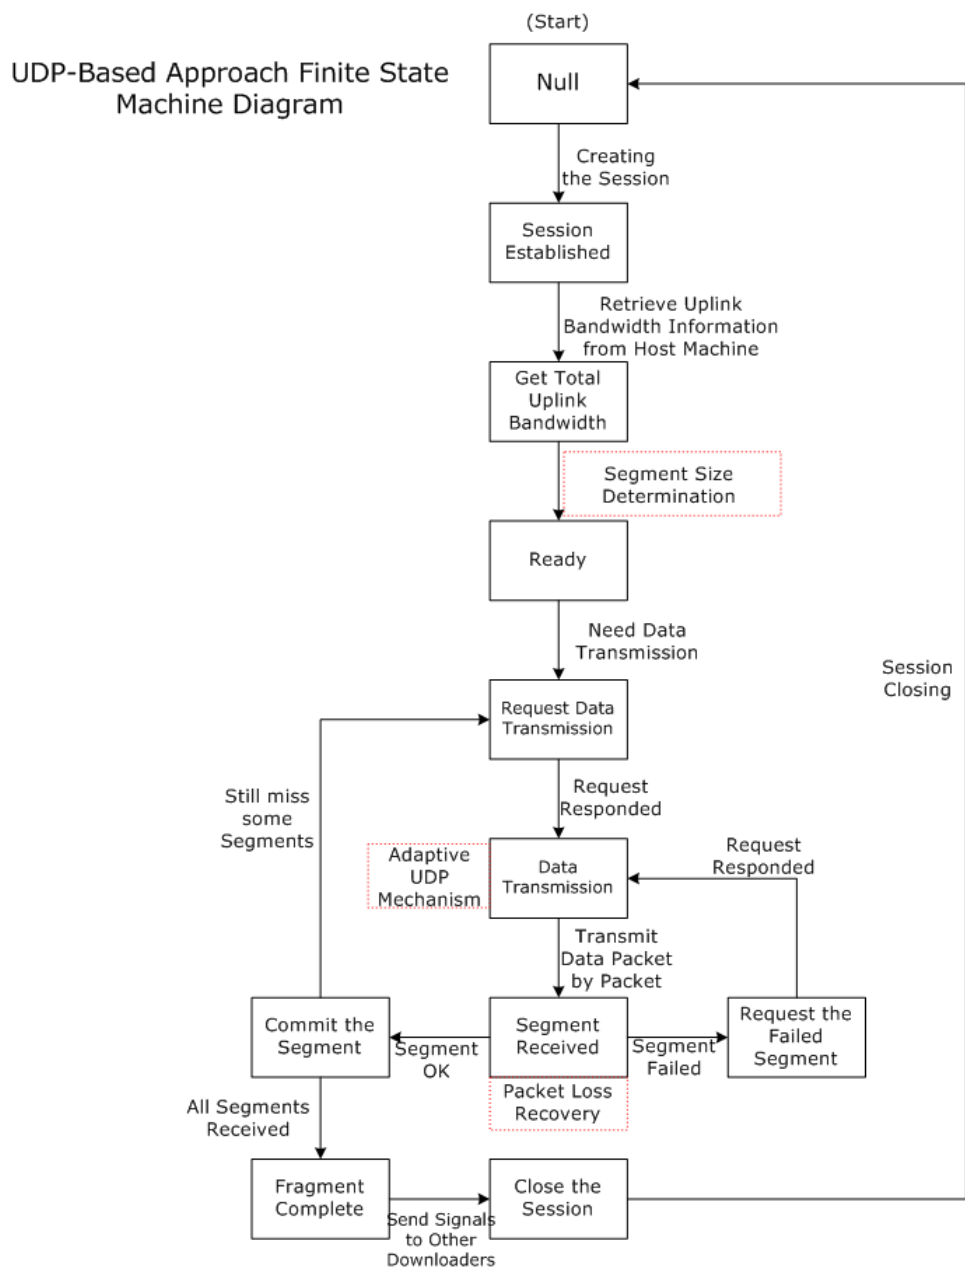 (Start)
UDP-Based Approach Finite State
Machine Diagram
Null
Creating
the Session
Session
Established
Retrieve Uplink
Bandwidth Information
from Host Machine
Get Total
Uplink
Bandwidth
Segment Size
Determination
Ready
Need Data
Transmission
Session
Closing
Request Data
Transmission
Still miss
some
Segments
Request
Responded
Request
Responded
Adaptive
UDP
Mechanism
Data
Transmission
Transmit
Data Packet
by Packet
Commit the
Segment
Segment
OK
Segment
Received
Segment
Failed
Request the
Failed
Segment
Packet Loss
Recovery
All Segments
Received
Fragment
Complete
Send Signals
to Other
Downloaders
Close the
Session